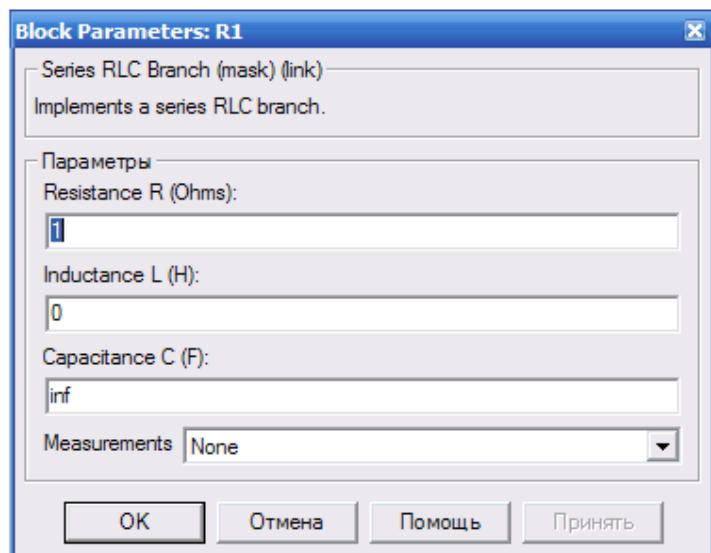 Block Parameters: R1
Series RLC Branch (mask) (link)
Implements a series RLC branch.
Параметры
Resistance R (Ohms):
1
Inductance L (H):
0
Capacitance C (F):
inf
Measurements None
OK Отмена Помощь Принять